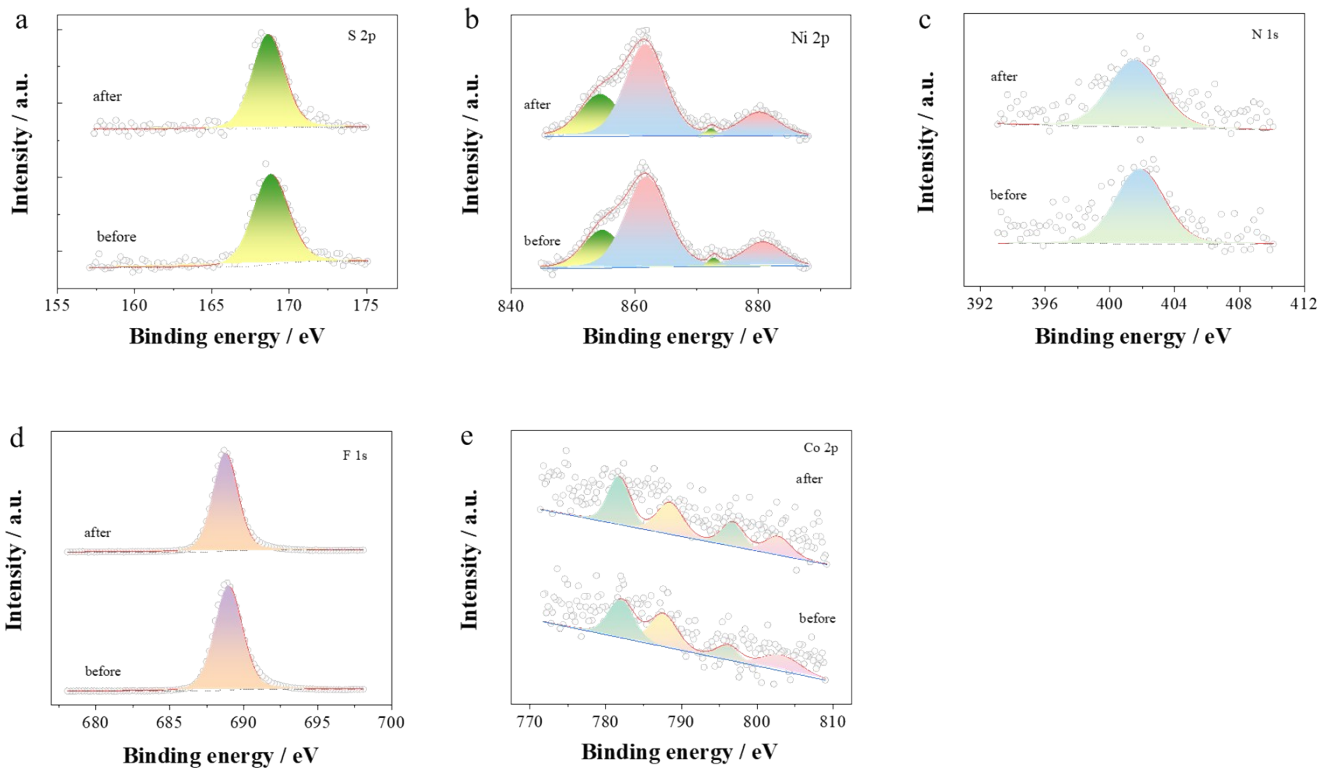 a
S 2p
after
before
Intensity / a.u.
155 160 165 170 175
Binding energy / eV
b
Ni 2p
after
before
Intensity / a.u.
840 860 880
Binding energy / eV
c
N 1s
after
before
Intensity / a.u.
392 396 400 404 408 412
Binding energy / eV
d
F 1s
after
before
Intensity / a.u.
680 685 690 695 700
Binding energy / eV
e
Co 2p
after
before
Intensity / a.u.
770 780 790 800 810
Binding energy / eV